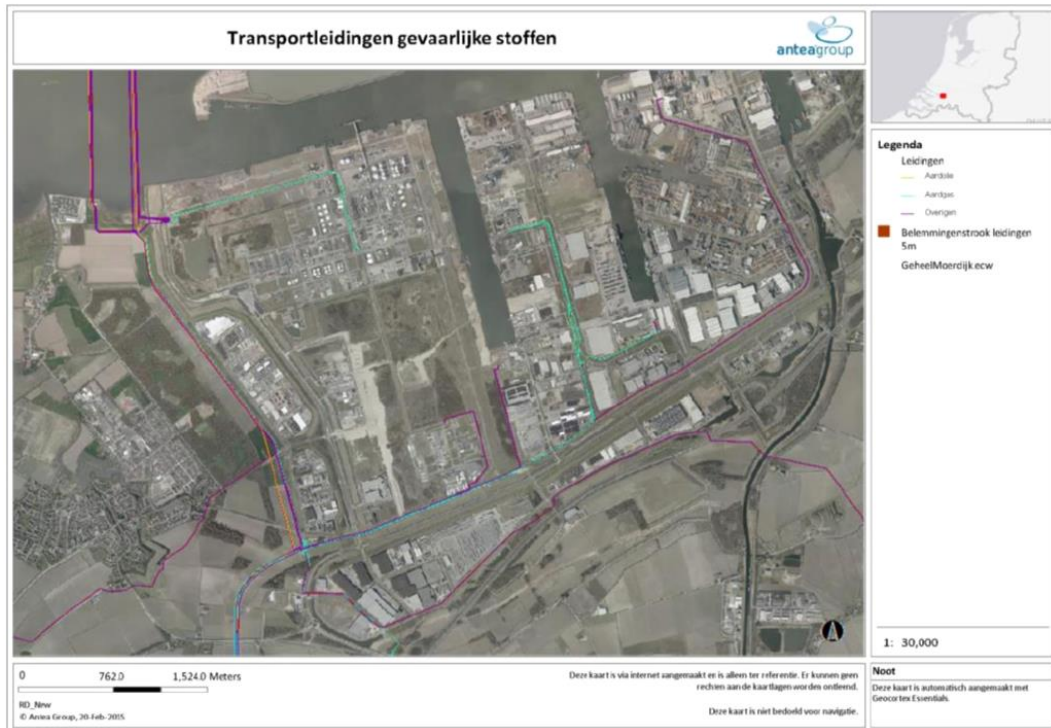 Transportleidingen gevaarlijke stoffen
anteagroup
Legenda
Leidingen
Aardolie
Aardgas
Overigen
Belemmingenstrook leidingen
5m
GeheelMoerdijk.ecw
1: 30,000
0 762.0 1,524.0 Meters
RD_New
© Antea Group, 20-Feb-2015
Deze kaart is via internet aangemaakt en is alleen ter referentie. Er kunnen geen
rechten aan de kaartlagen worden ontleend.
Deze kaart is niet bedoeld voor navigatie.
Noot
Deze kaart is automatisch aangemaakt met
Geocortex Essentials.